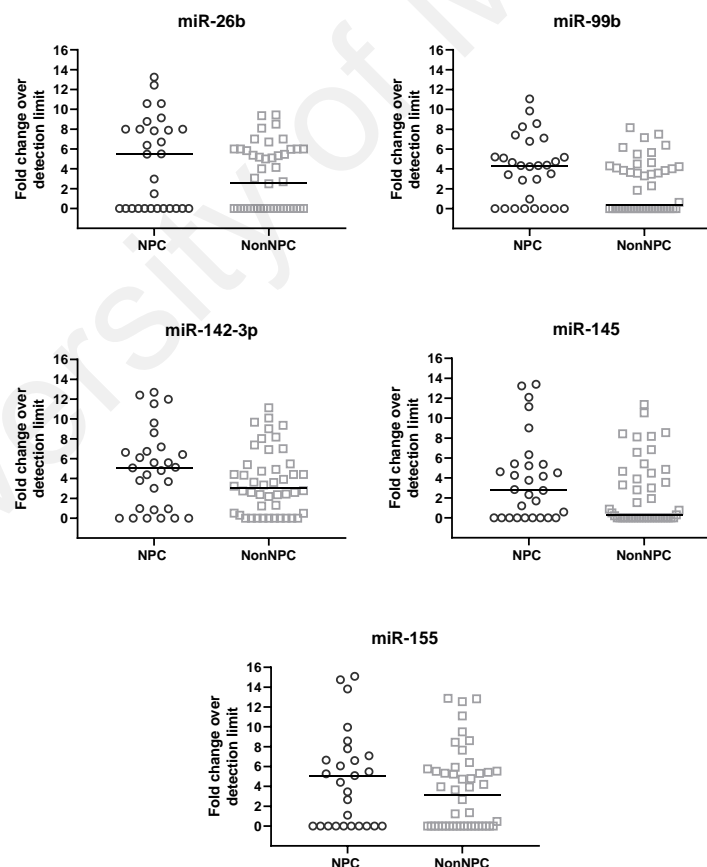 miR-26b
16
14
12
10
8
6
4
2
0
Fold change over
detection limit
NPC
NonNPC
miR-99b
16
14
12
10
8
6
4
2
0
Fold change over
detection limit
NPC
NonNPC
miR-142-3p
16
14
12
10
8
6
4
2
0
Fold change over
detection limit
NPC
NonNPC
miR-145
16
14
12
10
8
6
4
2
0
Fold change over
detection limit
NPC
NonNPC
miR-155
16
14
12
10
8
6
4
2
0
Fold change over
detection limit
NPC
NonNPC
versity of M